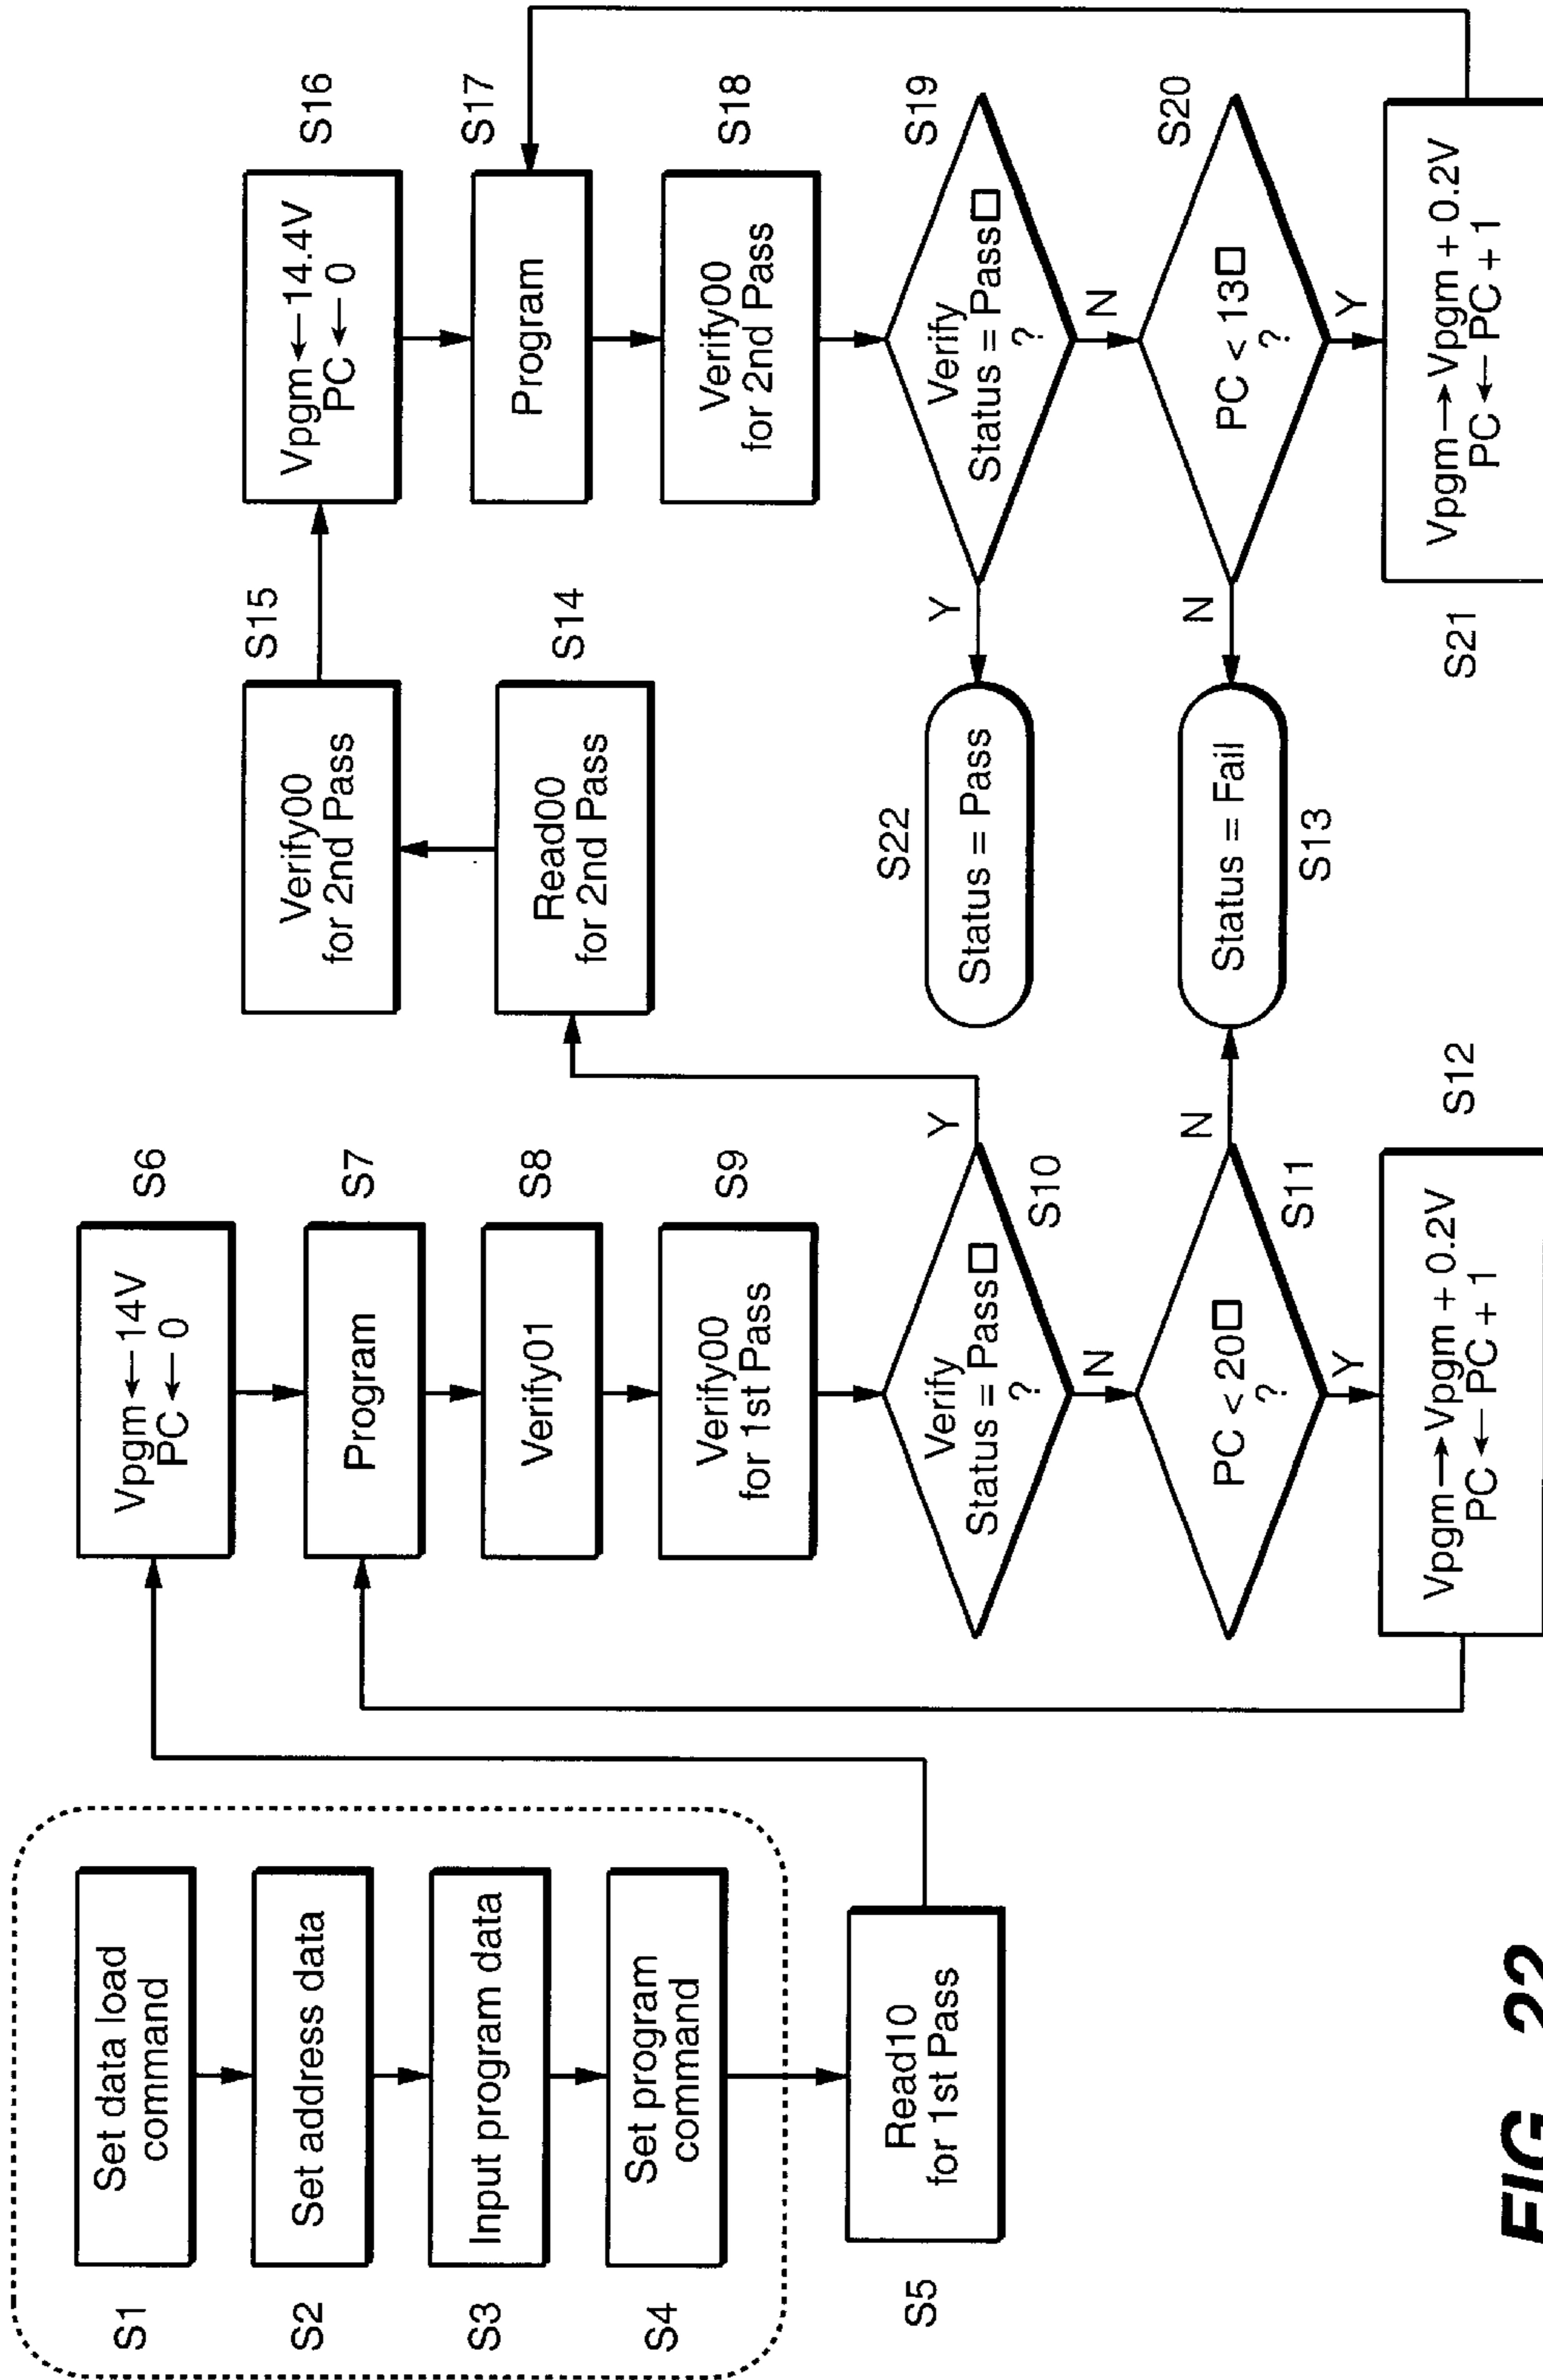 S1
Set data load
command
S2
Set address data
S3
Input program data
S4
Set program
command
S5
Read10
for 1st Pass
Vpgm ← 14V
PC ← 0
S6
Program
S7
Verify01
S8
Verify00
for 1st Pass
S9
Verify
Status = Pass□
?
S10
Y
N
PC < 20□
?
S11
N
Y
Vpgm → Vpgm + 0.2V
PC ← PC + 1
S12
Status = Fail
S13
Read00
for 2nd Pass
S14
Verify00
for 2nd Pass
S15
Vpgm ← 14.4V
PC ← 0
S16
Program
S17
Verify00
for 2nd Pass
S18
Verify
Status = Pass□
?
S19
Y
N
PC < 13□
?
S20
N
Y
Vpgm → Vpgm + 0.2V
PC ← PC + 1
S21
Status = Pass
S22
FIG. 22